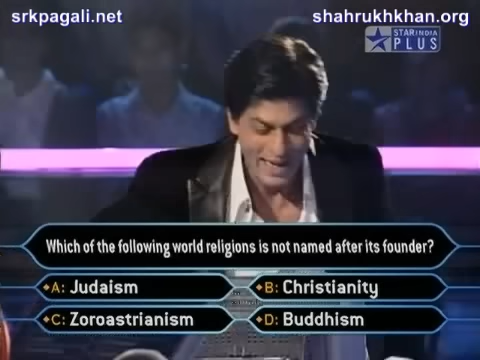 srkpagali.net
shahrukhkhan.org
STAR INDIA
PLUS
Which of the following world religions is not named after its founder?
A: Judaism
B: Christianity
C: Zoroastrianism
D: Buddhism